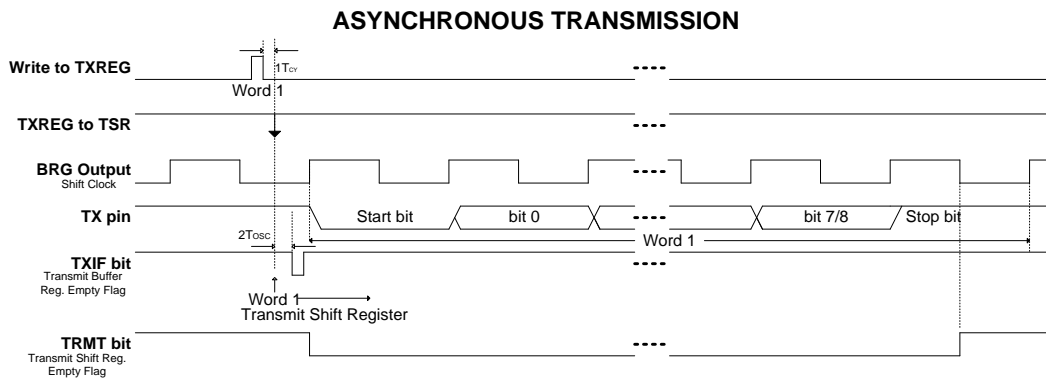 ASYNCHRONOUS TRANSMISSION
Write to TXREG
1TCY
Word 1
TXREG to TSR
BRG Output
Shift Clock
TX pin
Start bit
bit 0
bit 7/8
Stop bit
2TOSC
Word 1
TXIF bit
Transmit Buffer
Reg. Empty Flag
Word 1
Transmit Shift Register
TRMT bit
Transmit Shift Reg.
Empty Flag